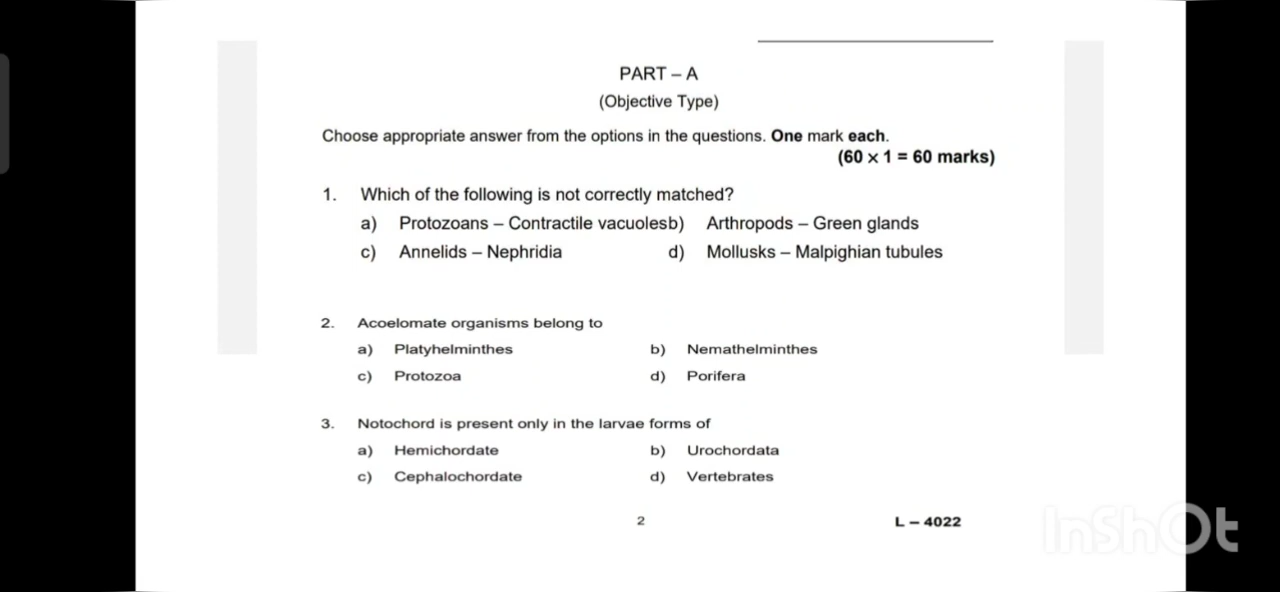 PART – A
(Objective Type)
Choose appropriate answer from the options in the questions. One mark each.
(60 × 1 = 60 marks)
1. Which of the following is not correctly matched?
a) Protozoans – Contractile vacuolesb) Arthropods – Green glands
c) Annelids – Nephridia d) Mollusks – Malpighian tubules
2. Acoelomate organisms belong to
a) Platyhelminthes b) Nemathelminthes
c) Protozoa d) Porifera
3. Notochord is present only in the larvae forms of
a) Hemichordate b) Urochordata
c) Cephalochordate d) Vertebrates
2 L – 4022
InShOt